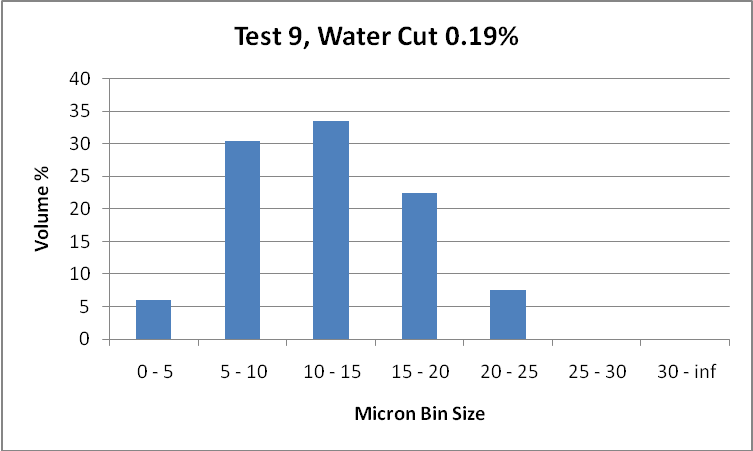 Test 9, Water Cut 0.19%
40
35
30
25
20
15
10
5
0
Volume %
0 - 5 5 - 10 10 - 15 15 - 20 20 - 25 25 - 30 30 - inf
Micron Bin Size